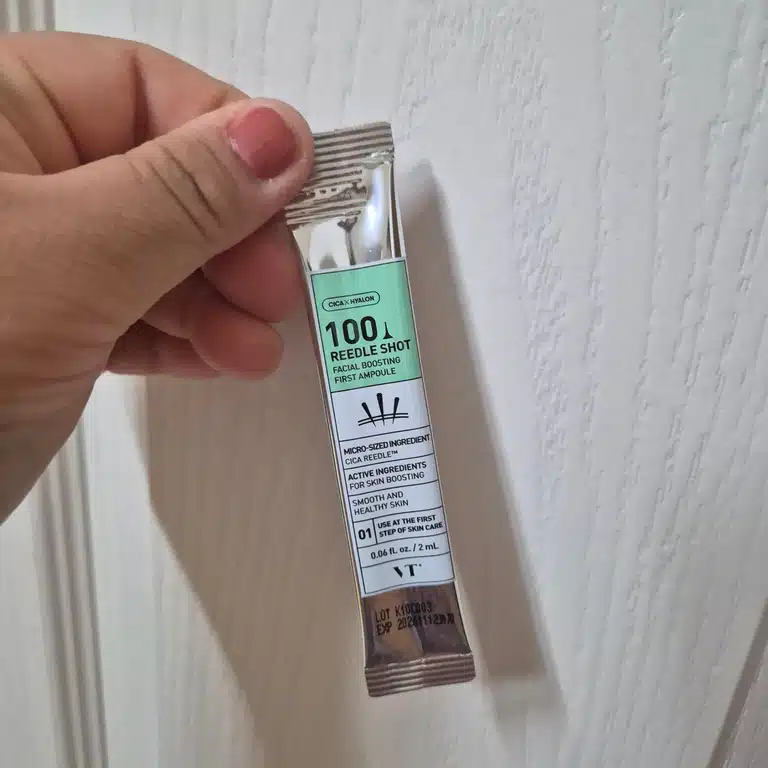 CICA X HYALON
100
REEDLE SHOT
FACIAL BOOSTING
FIRST AMPOULE
MICRO-SIZED INGREDIENT
CICA REEDLE™
ACTIVE INGREDIENTS
FOR SKIN BOOSTING
SMOOTH AND
HEALTHY SKIN
01 USE AT THE FIRST
STEP OF SKIN CARE
0.06 fl. oz. / 2 mL
VT
LOT
EXP